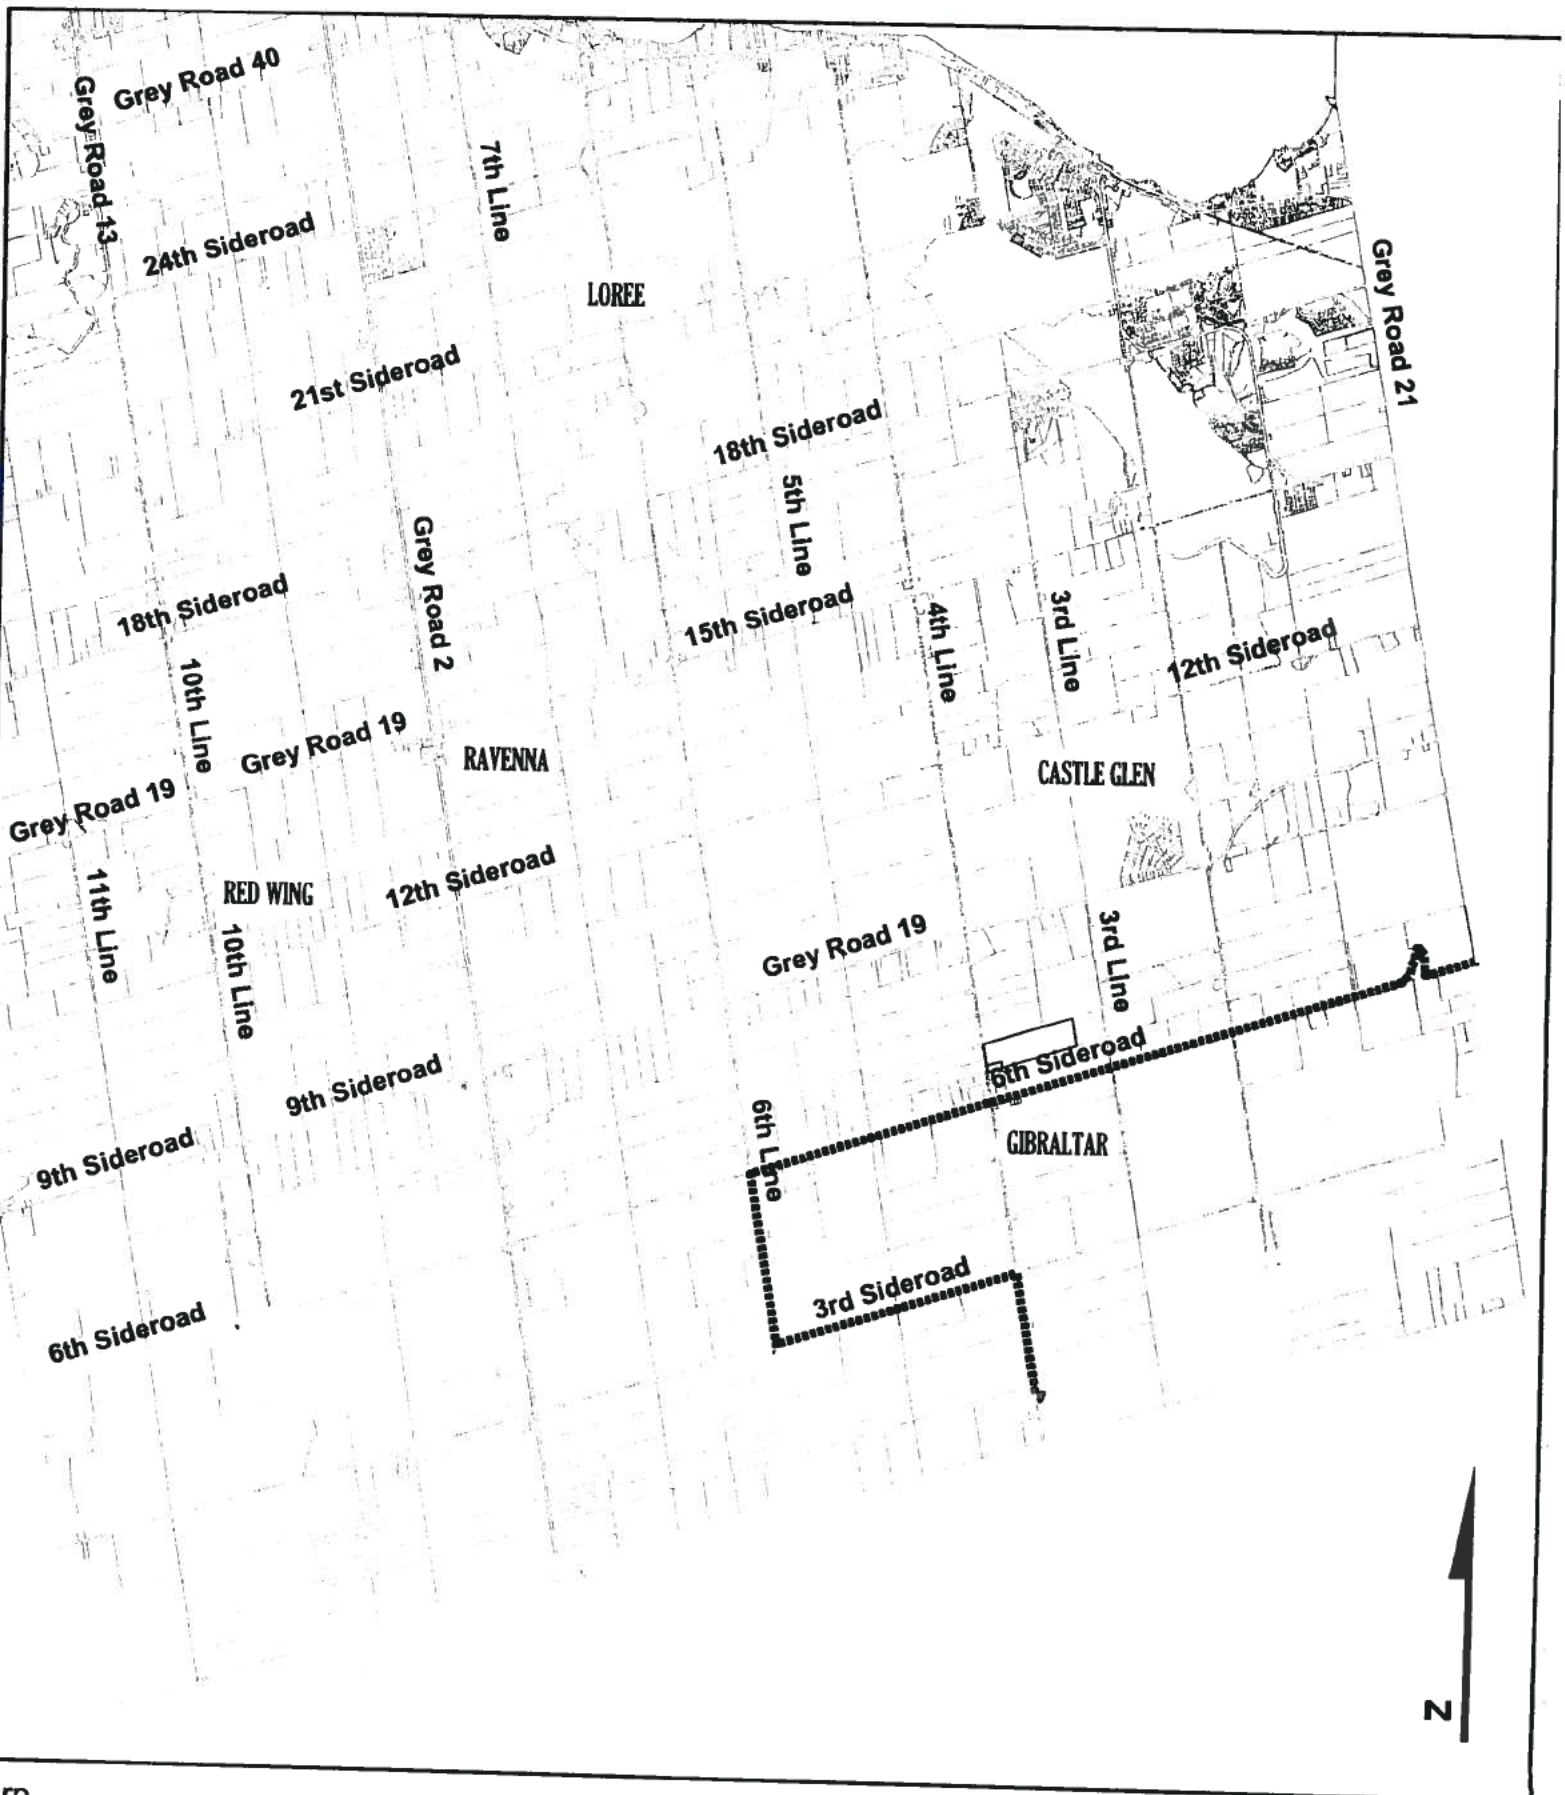 Grey Road 40
Grey Road 13
7th Line
24th Sideroad
LOREE
Grey Road 21
21st Sideroad
18th Sideroad
5th Line
Grey Road 2
18th Sideroad
15th Sideroad
4th Line
3rd Line
12th Sideroad
10th Line
Grey Road 19
RAVENNA
CASTLE GLEN
Grey Road 19
11th Line
RED WING
12th Sideroad
10th Line
Grey Road 19
3rd Line
9th Sideroad
6th Sideroad
9th Sideroad
6th Line
GIBRALTAR
3rd Sideroad
6th Sideroad
N